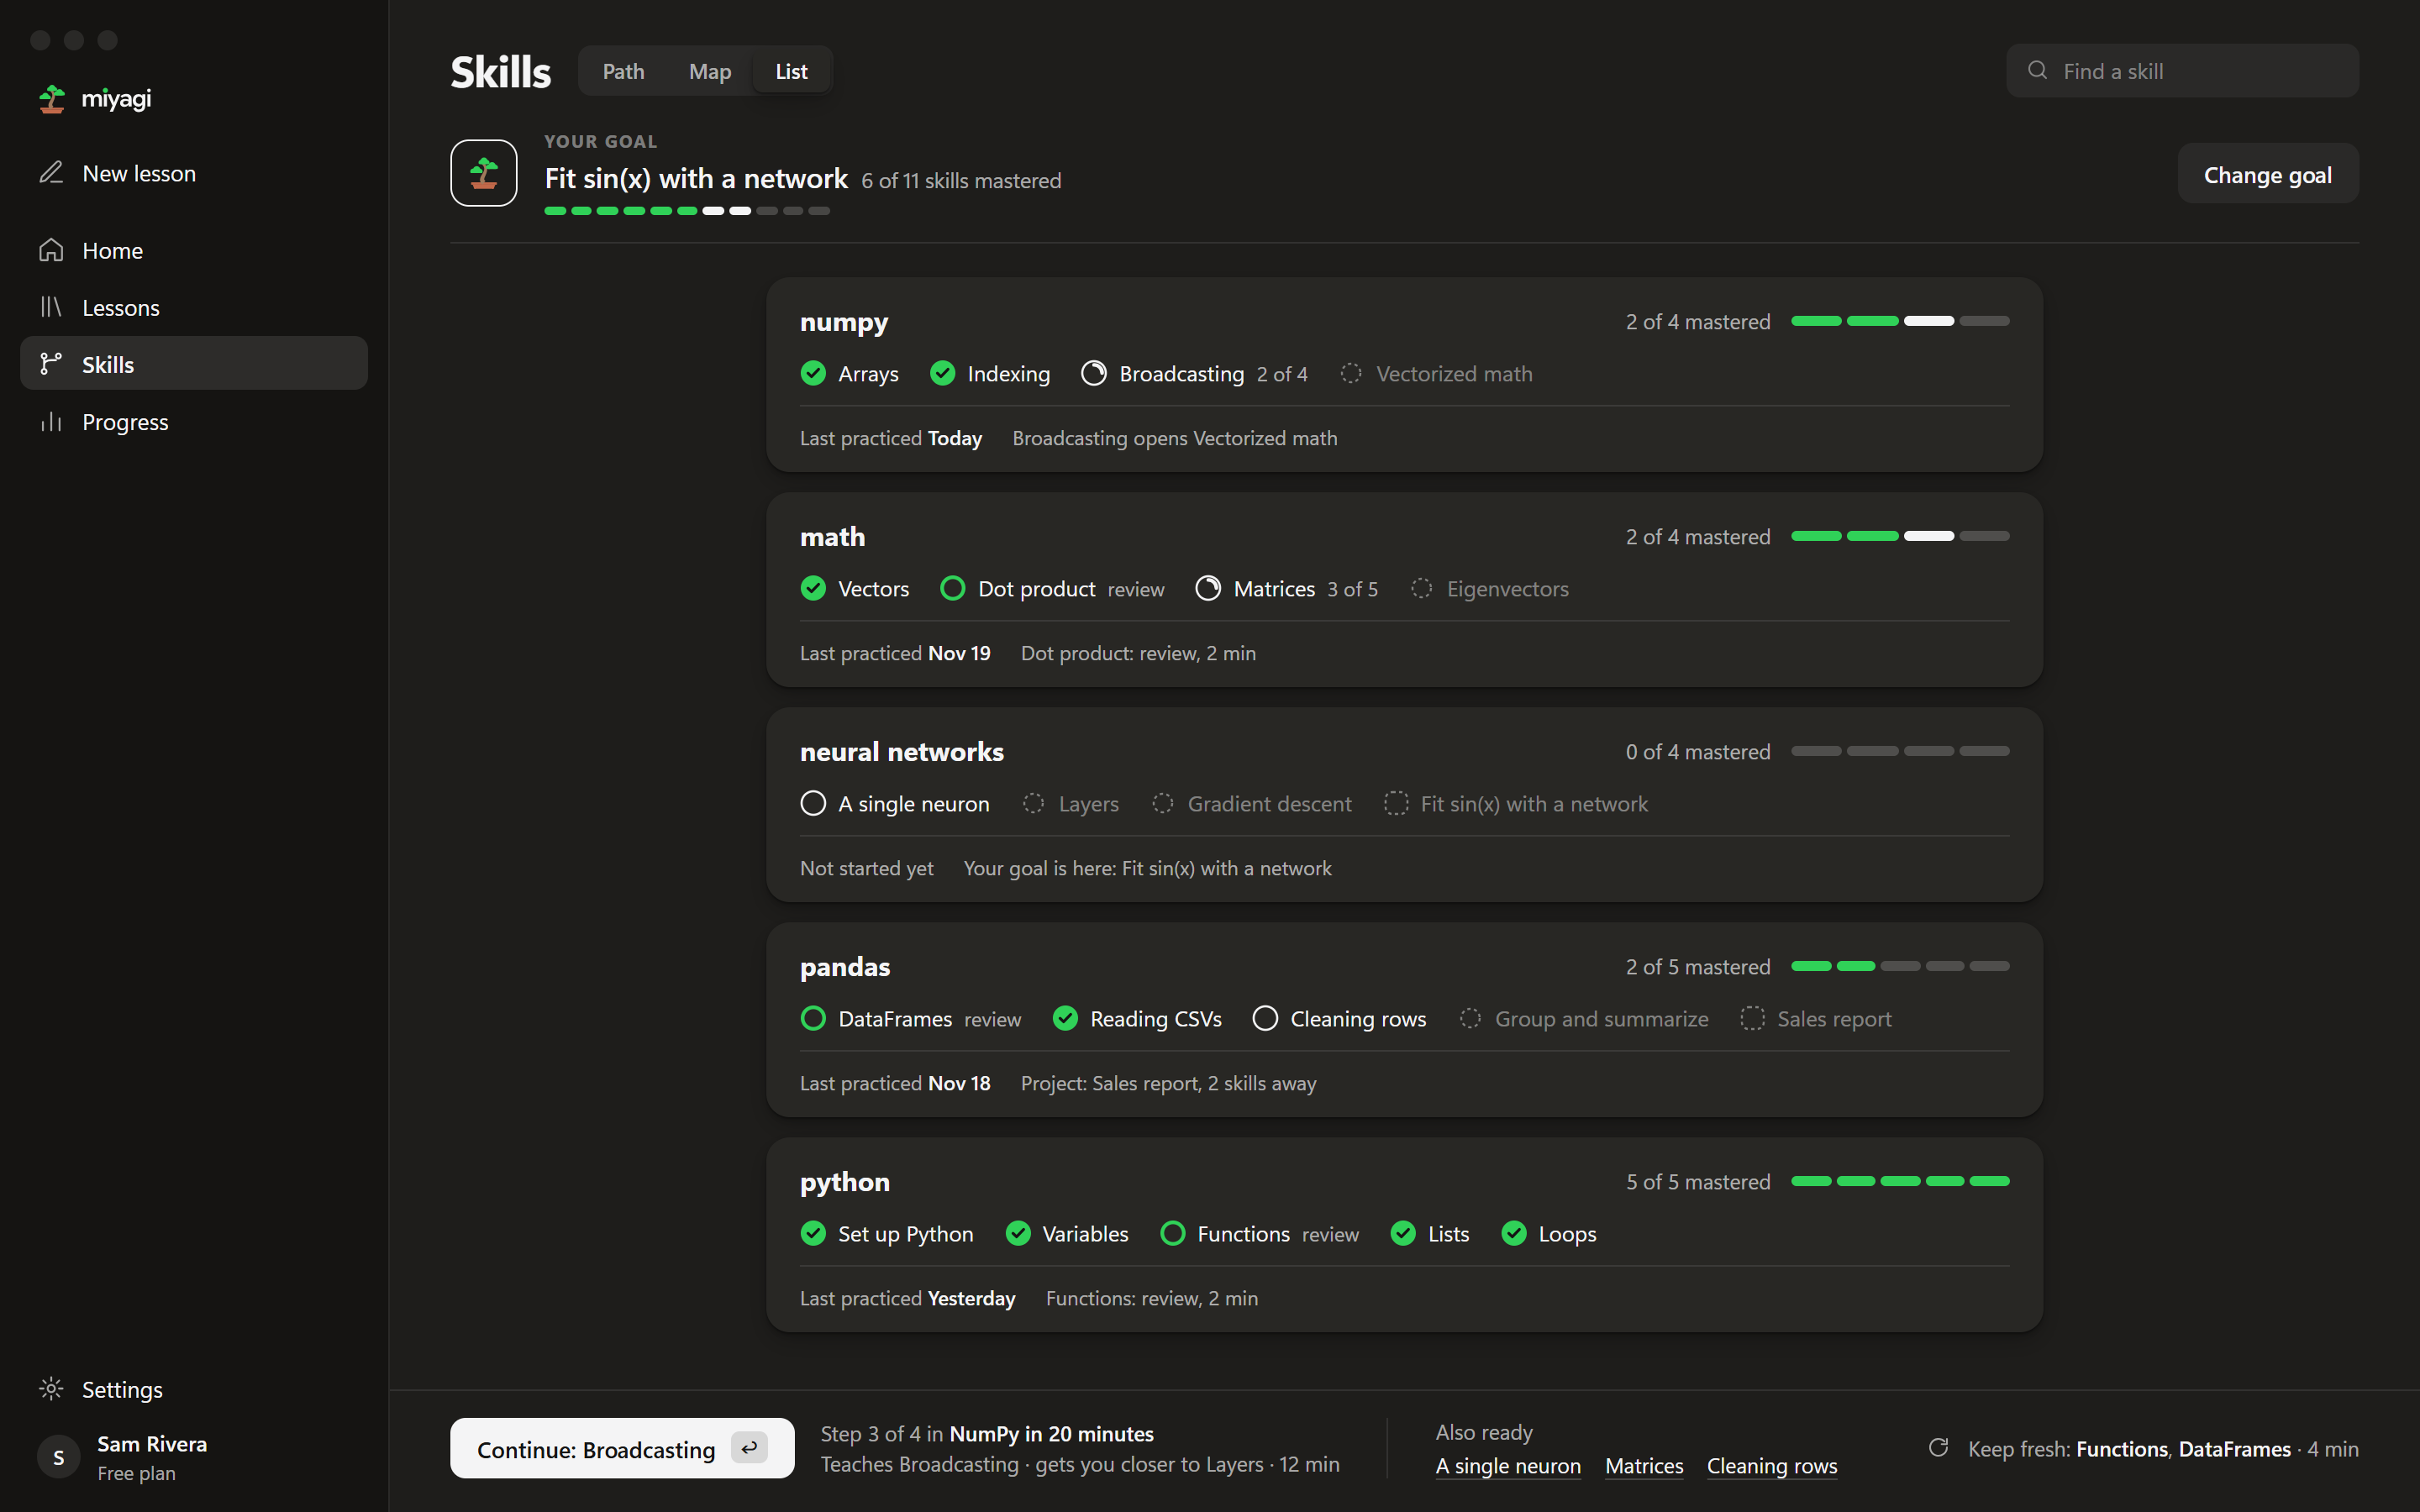 miyagi
New lesson
Home
Lessons
Skills
Progress
Settings
S
Sam Rivera
Free plan
Skills
Path
Map
List
Find a skill
YOUR GOAL
Fit sin(x) with a network 6 of 11 skills mastered
Change goal
numpy
2 of 4 mastered
Arrays
Indexing
Broadcasting 2 of 4
Vectorized math
Last practiced Today
Broadcasting opens Vectorized math
math
2 of 4 mastered
Vectors
Dot product review
Matrices 3 of 5
Eigenvectors
Last practiced Nov 19
Dot product: review, 2 min
neural networks
0 of 4 mastered
A single neuron
Layers
Gradient descent
Fit sin(x) with a network
Not started yet
Your goal is here: Fit sin(x) with a network
pandas
2 of 5 mastered
DataFrames review
Reading CSVs
Cleaning rows
Group and summarize
Sales report
Last practiced Nov 18
Project: Sales report, 2 skills away
python
5 of 5 mastered
Set up Python
Variables
Functions review
Lists
Loops
Last practiced Yesterday
Functions: review, 2 min
Continue: Broadcasting
Step 3 of 4 in NumPy in 20 minutes
Teaches Broadcasting · gets you closer to Layers · 12 min
Also ready
A single neuron
Matrices
Cleaning rows
Keep fresh: Functions, DataFrames · 4 min